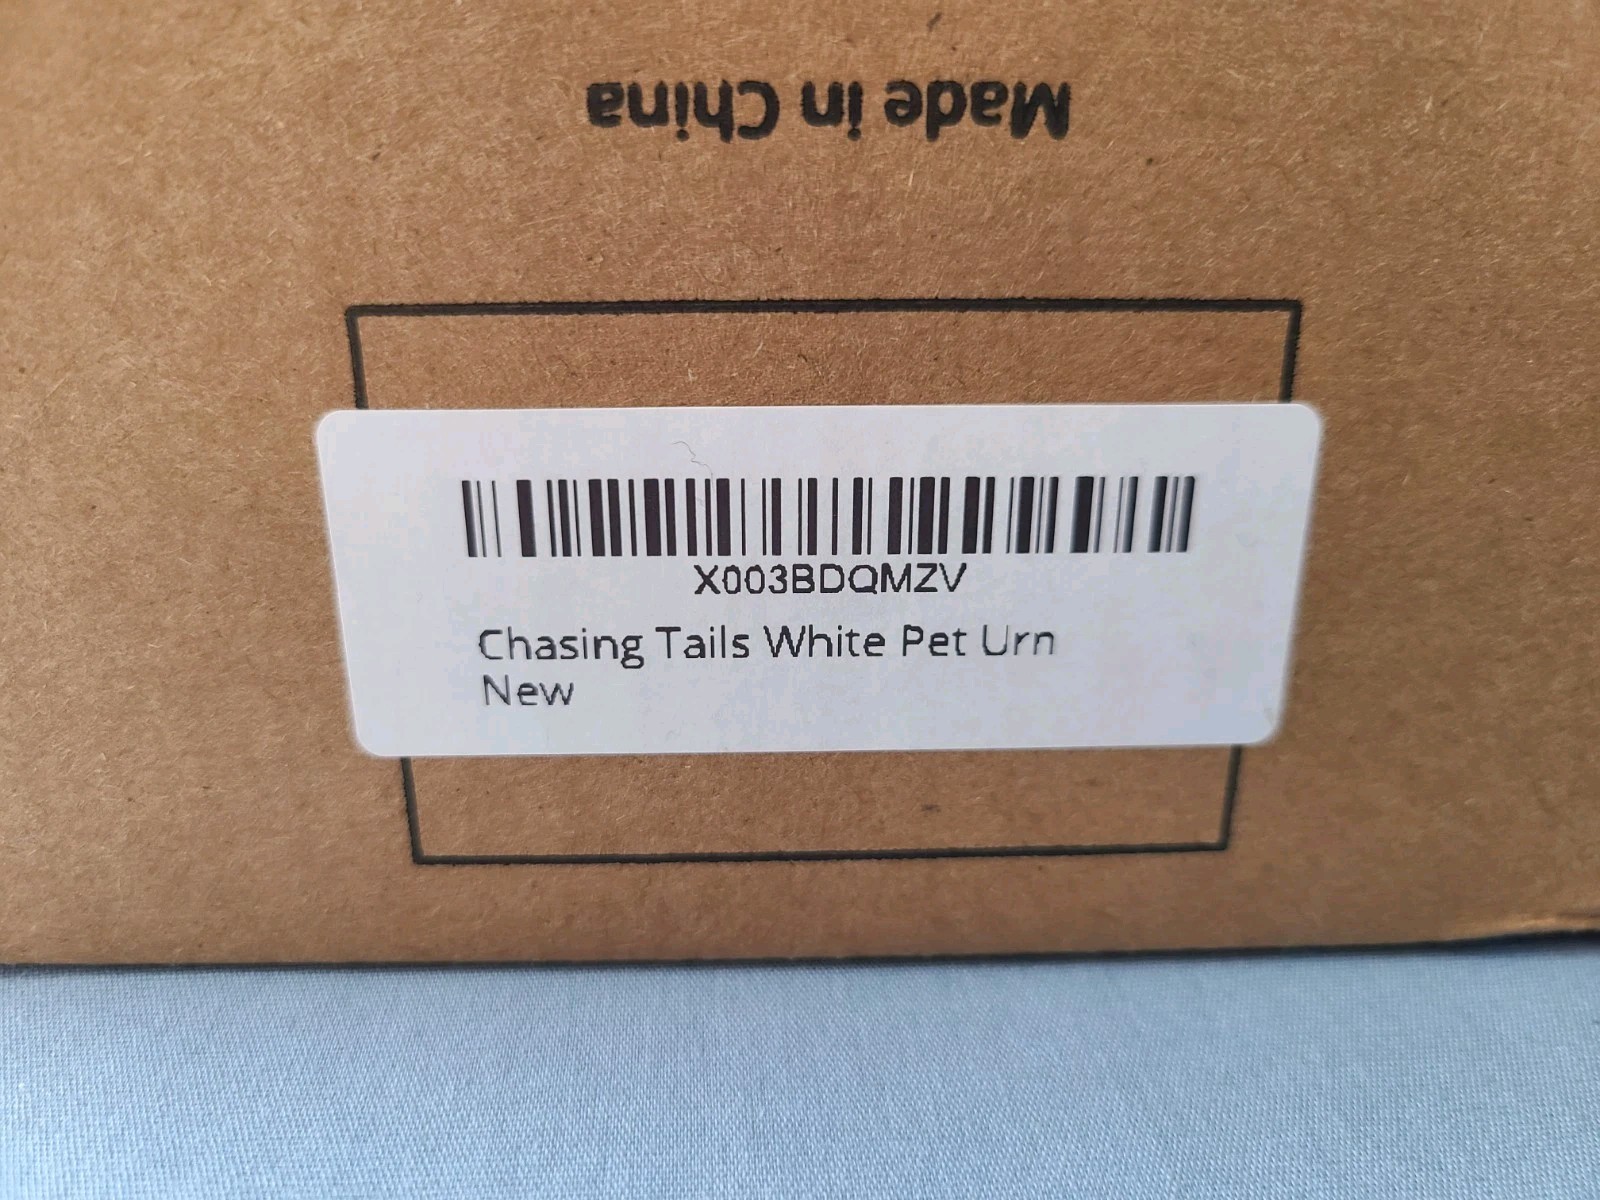 Made in China
X003BDQMZV
Chasing Tails White Pet Urn
New